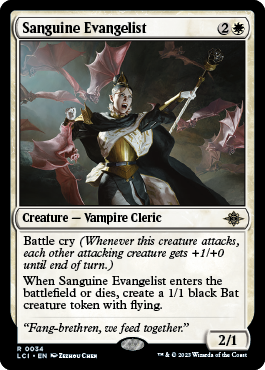 Sanguine Evangelist 2
Creature — Vampire Cleric
Battle cry (Whenever this creature attacks,
each other attacking creature gets +1/+0
until end of turn.)
When Sanguine Evangelist enters the
battlefield or dies, create a 1/1 black Bat
creature token with flying.
“Fang-brethren, we feed together.”
2/1
R 0034
LCI • EN Zezhou Chen
™ & © 2023 Wizards of the Coast